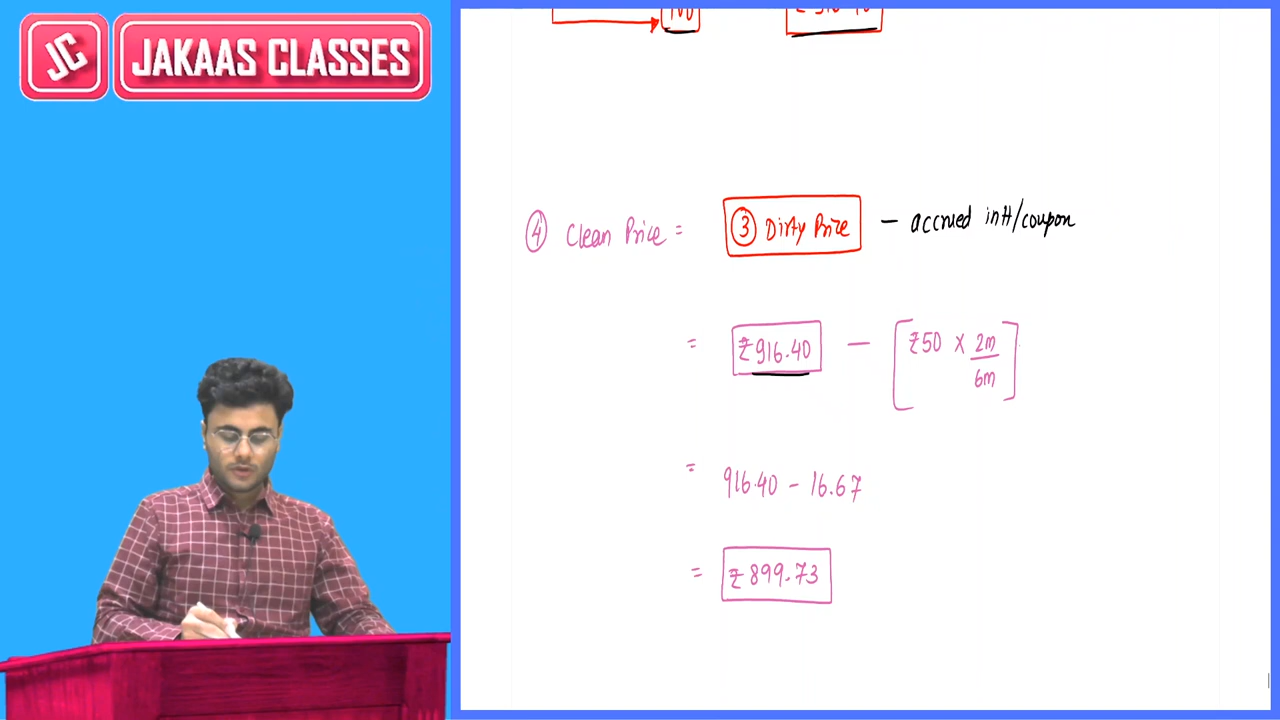 JC JAKAAS CLASSES
100
④ Clean Price = ③ Dirty Price – accrued intt/coupon
= ₹916.40 – [₹50 × 2m/6m]
= 916.40 – 16.67
= ₹899.73